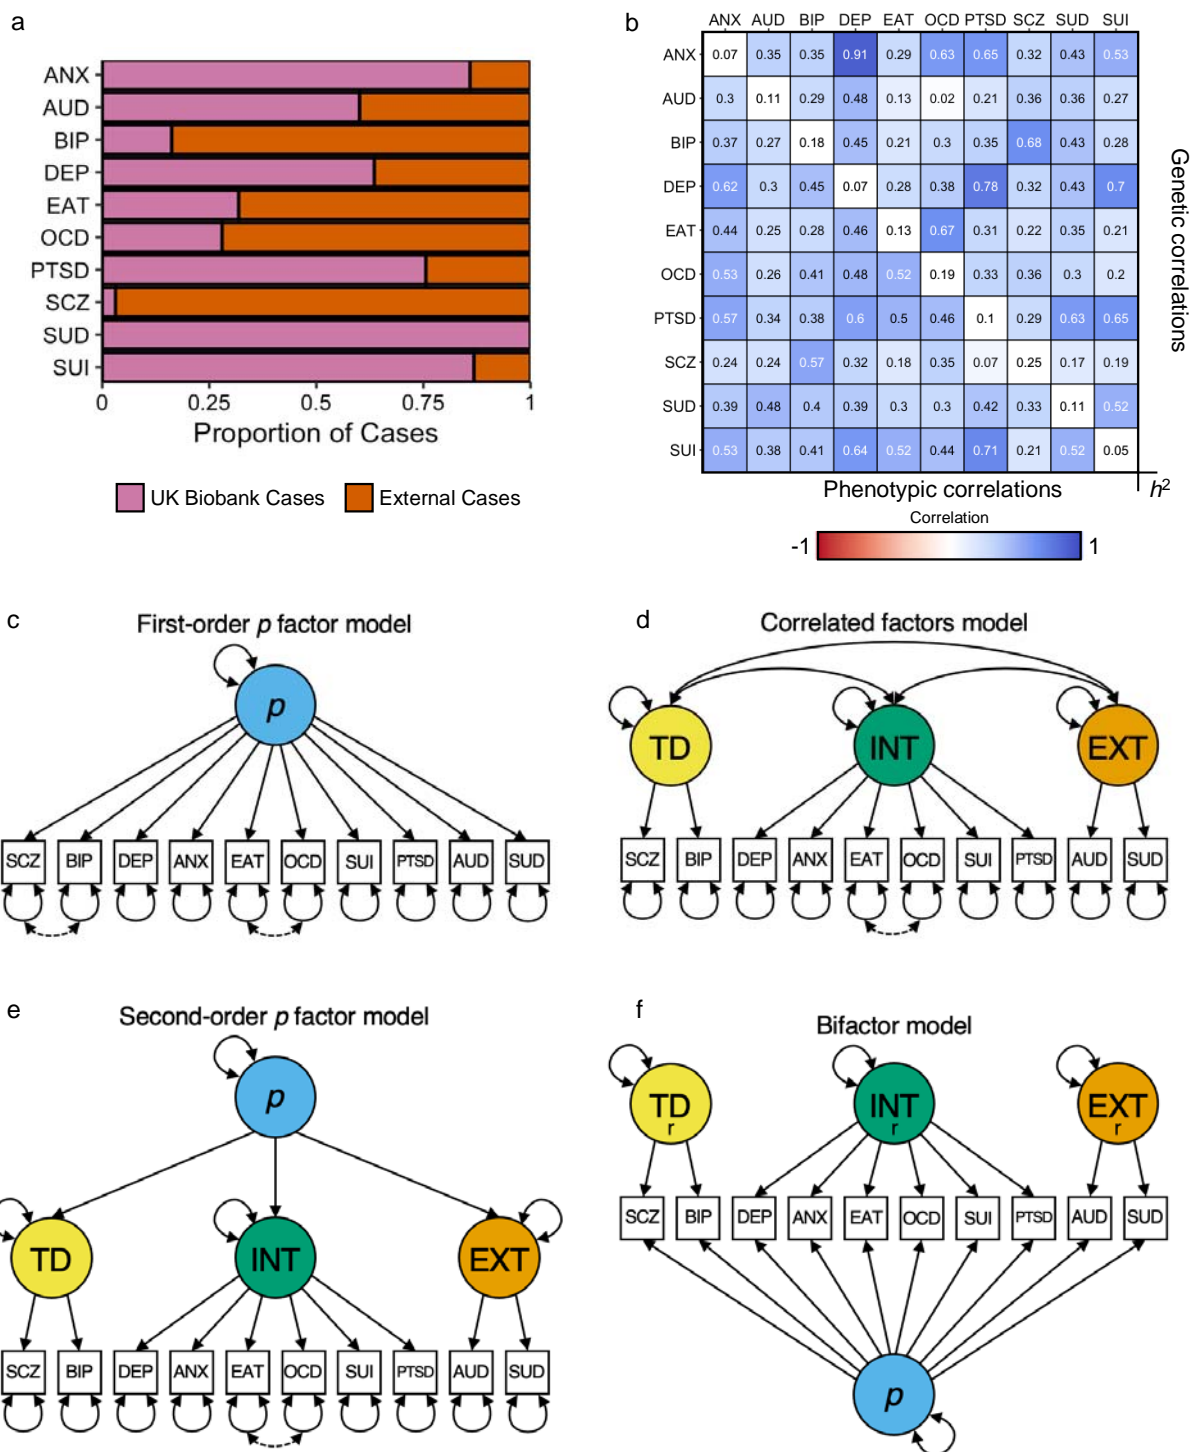 a
ANX
AUD
BIP
DEP
EAT
OCD
PTSD
SCZ
SUD
SUI
0 0.25 0.5 0.75 1
Proportion of Cases
UK Biobank Cases External Cases
b
ANX AUD BIP DEP EAT OCD PTSD SCZ SUD SUI
ANX 0.07 0.35 0.35 0.91 0.29 0.63 0.65 0.32 0.43 0.53
AUD 0.3 0.11 0.29 0.48 0.13 0.02 0.21 0.36 0.36 0.27
BIP 0.37 0.27 0.18 0.45 0.21 0.3 0.35 0.68 0.43 0.28
DEP 0.62 0.3 0.45 0.07 0.28 0.38 0.78 0.32 0.43 0.7
EAT 0.44 0.25 0.28 0.46 0.13 0.67 0.31 0.22 0.35 0.21
OCD 0.53 0.26 0.41 0.48 0.52 0.19 0.33 0.36 0.3 0.2
PTSD 0.57 0.34 0.38 0.6 0.5 0.46 0.1 0.29 0.63 0.65
SCZ 0.24 0.24 0.57 0.32 0.18 0.35 0.07 0.25 0.17 0.19
SUD 0.39 0.48 0.4 0.39 0.3 0.3 0.42 0.33 0.11 0.52
SUI 0.53 0.38 0.41 0.64 0.52 0.44 0.71 0.21 0.52 0.05
Genetic correlations
Phenotypic correlations
h²
Correlation
-1 1
c
First-order p factor model
p
SCZ BIP DEP ANX EAT OCD SUI PTSD AUD SUD
d
Correlated factors model
TD INT EXT
SCZ BIP DEP ANX EAT OCD SUI PTSD AUD SUD
e
Second-order p factor model
p
TD INT EXT
SCZ BIP DEP ANX EAT OCD SUI PTSD AUD SUD
f
Bifactor model
TD INT EXT
r r r
SCZ BIP DEP ANX EAT OCD SUI PTSD AUD SUD
p